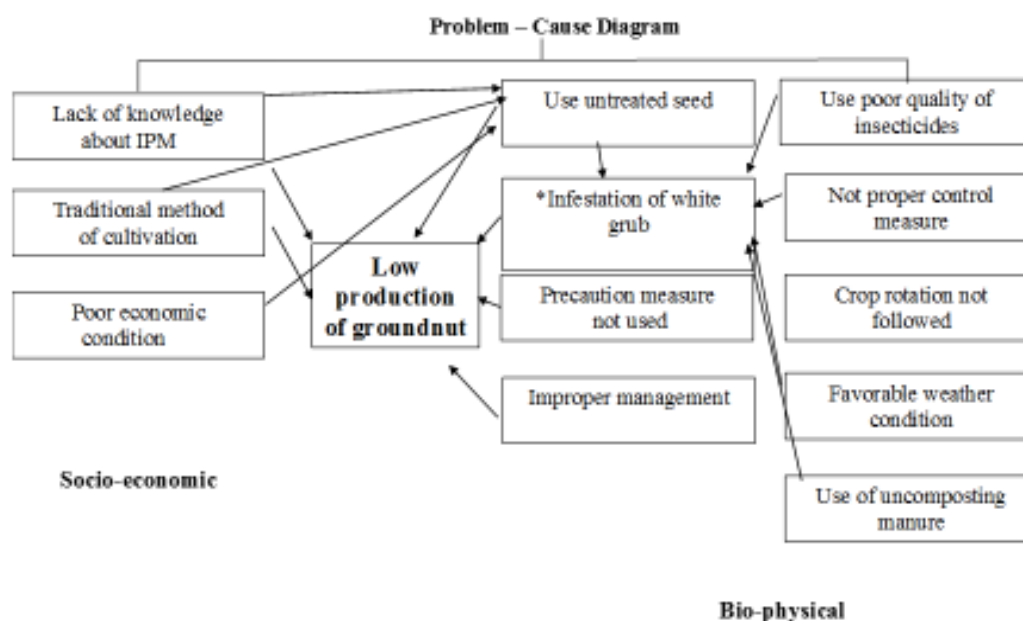 Problem – Cause Diagram
Lack of knowledge
about IPM
Use untreated seed
Use poor quality of
insecticides
Traditional method
of cultivation
*Infestation of white
grub
Not proper control
measure
Low
production
of groundnut
Poor economic
condition
Precaution measure
not used
Crop rotation not
followed
Improper management
Favorable weather
condition
Socio-economic
Use of uncomposting
manure
Bio-physical